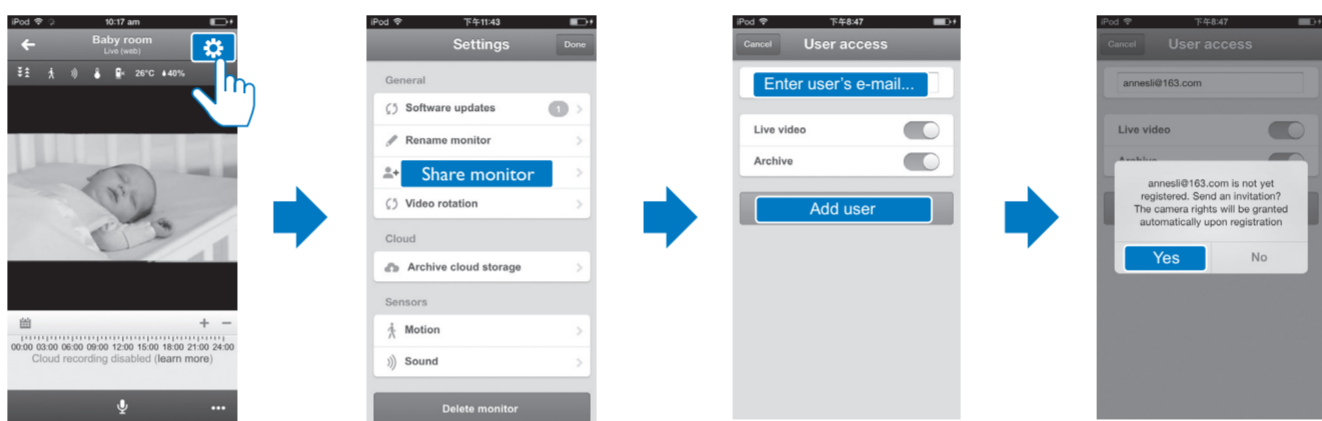 iPod 10:17 am
Baby room
Live (web)
26°C 40%
00:00 03:00 06:00 09:00 12:00 15:00 18:00 21:00 24:00
Cloud recording disabled (learn more)
iPod 下午11:43
Settings Done
General
Software updates 1
Rename monitor
Share monitor
Video rotation
Cloud
Archive cloud storage
Sensors
Motion
Sound
Delete monitor
iPod 下午8:47
Cancel User access
Enter user's e-mail...
Live video
Archive
Add user
iPod 下午8:47
Cancel User access
annesli@163.com
Live video
Archive
annesli@163.com is not yet
registered. Send an invitation?
The camera rights will be granted
automatically upon registration
Yes No